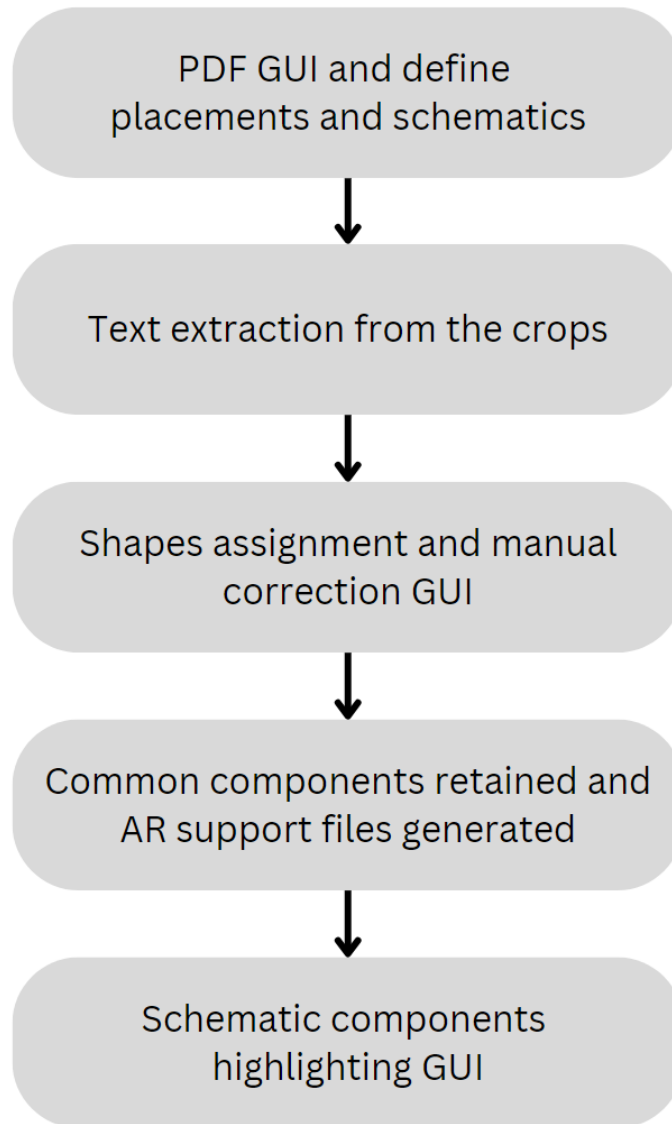 PDF GUI and define
placements and schematics
Text extraction from the crops
Shapes assignment and manual
correction GUI
Common components retained and
AR support files generated
Schematic components
highlighting GUI